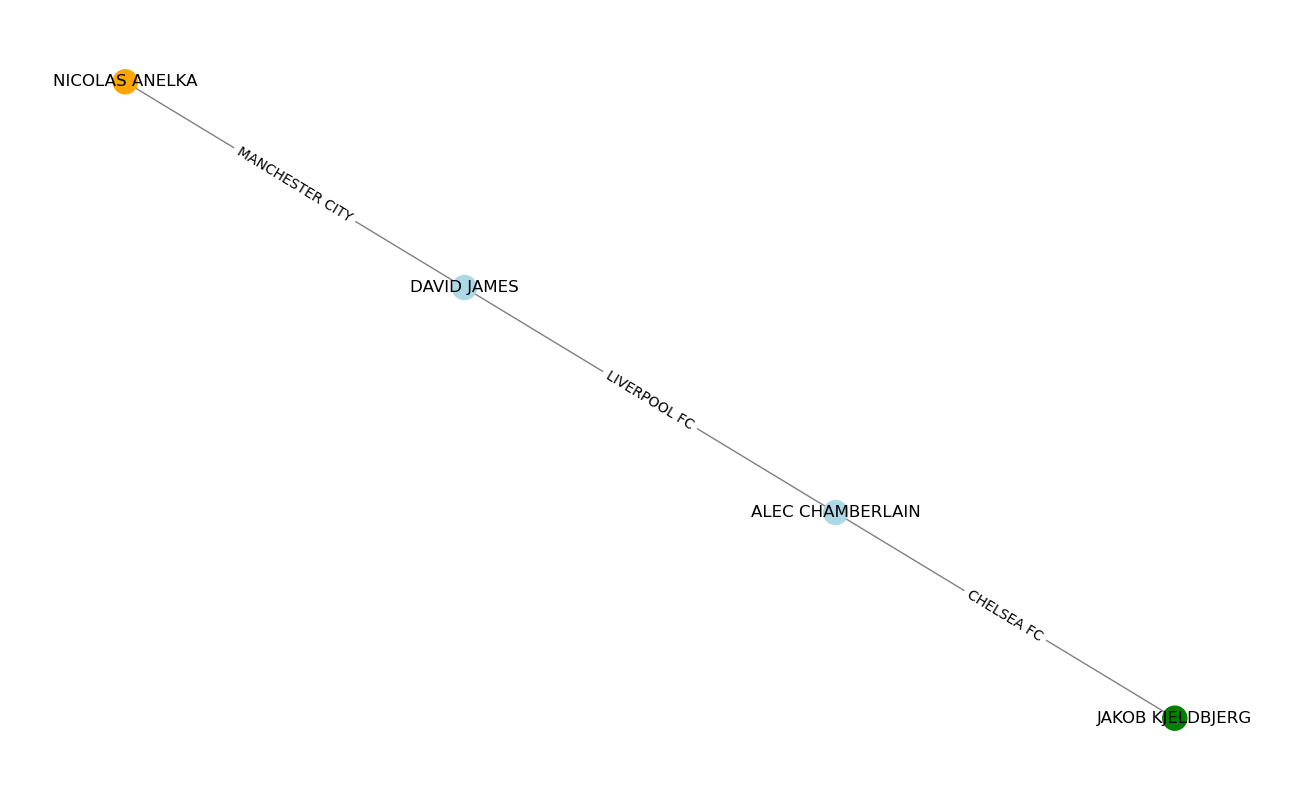 NICOLAS ANELKA
MANCHESTER CITY
DAVID JAMES
LIVERPOOL FC
ALEC CHAMBERLAIN
CHELSEA FC
JAKOB KJELDBJERG